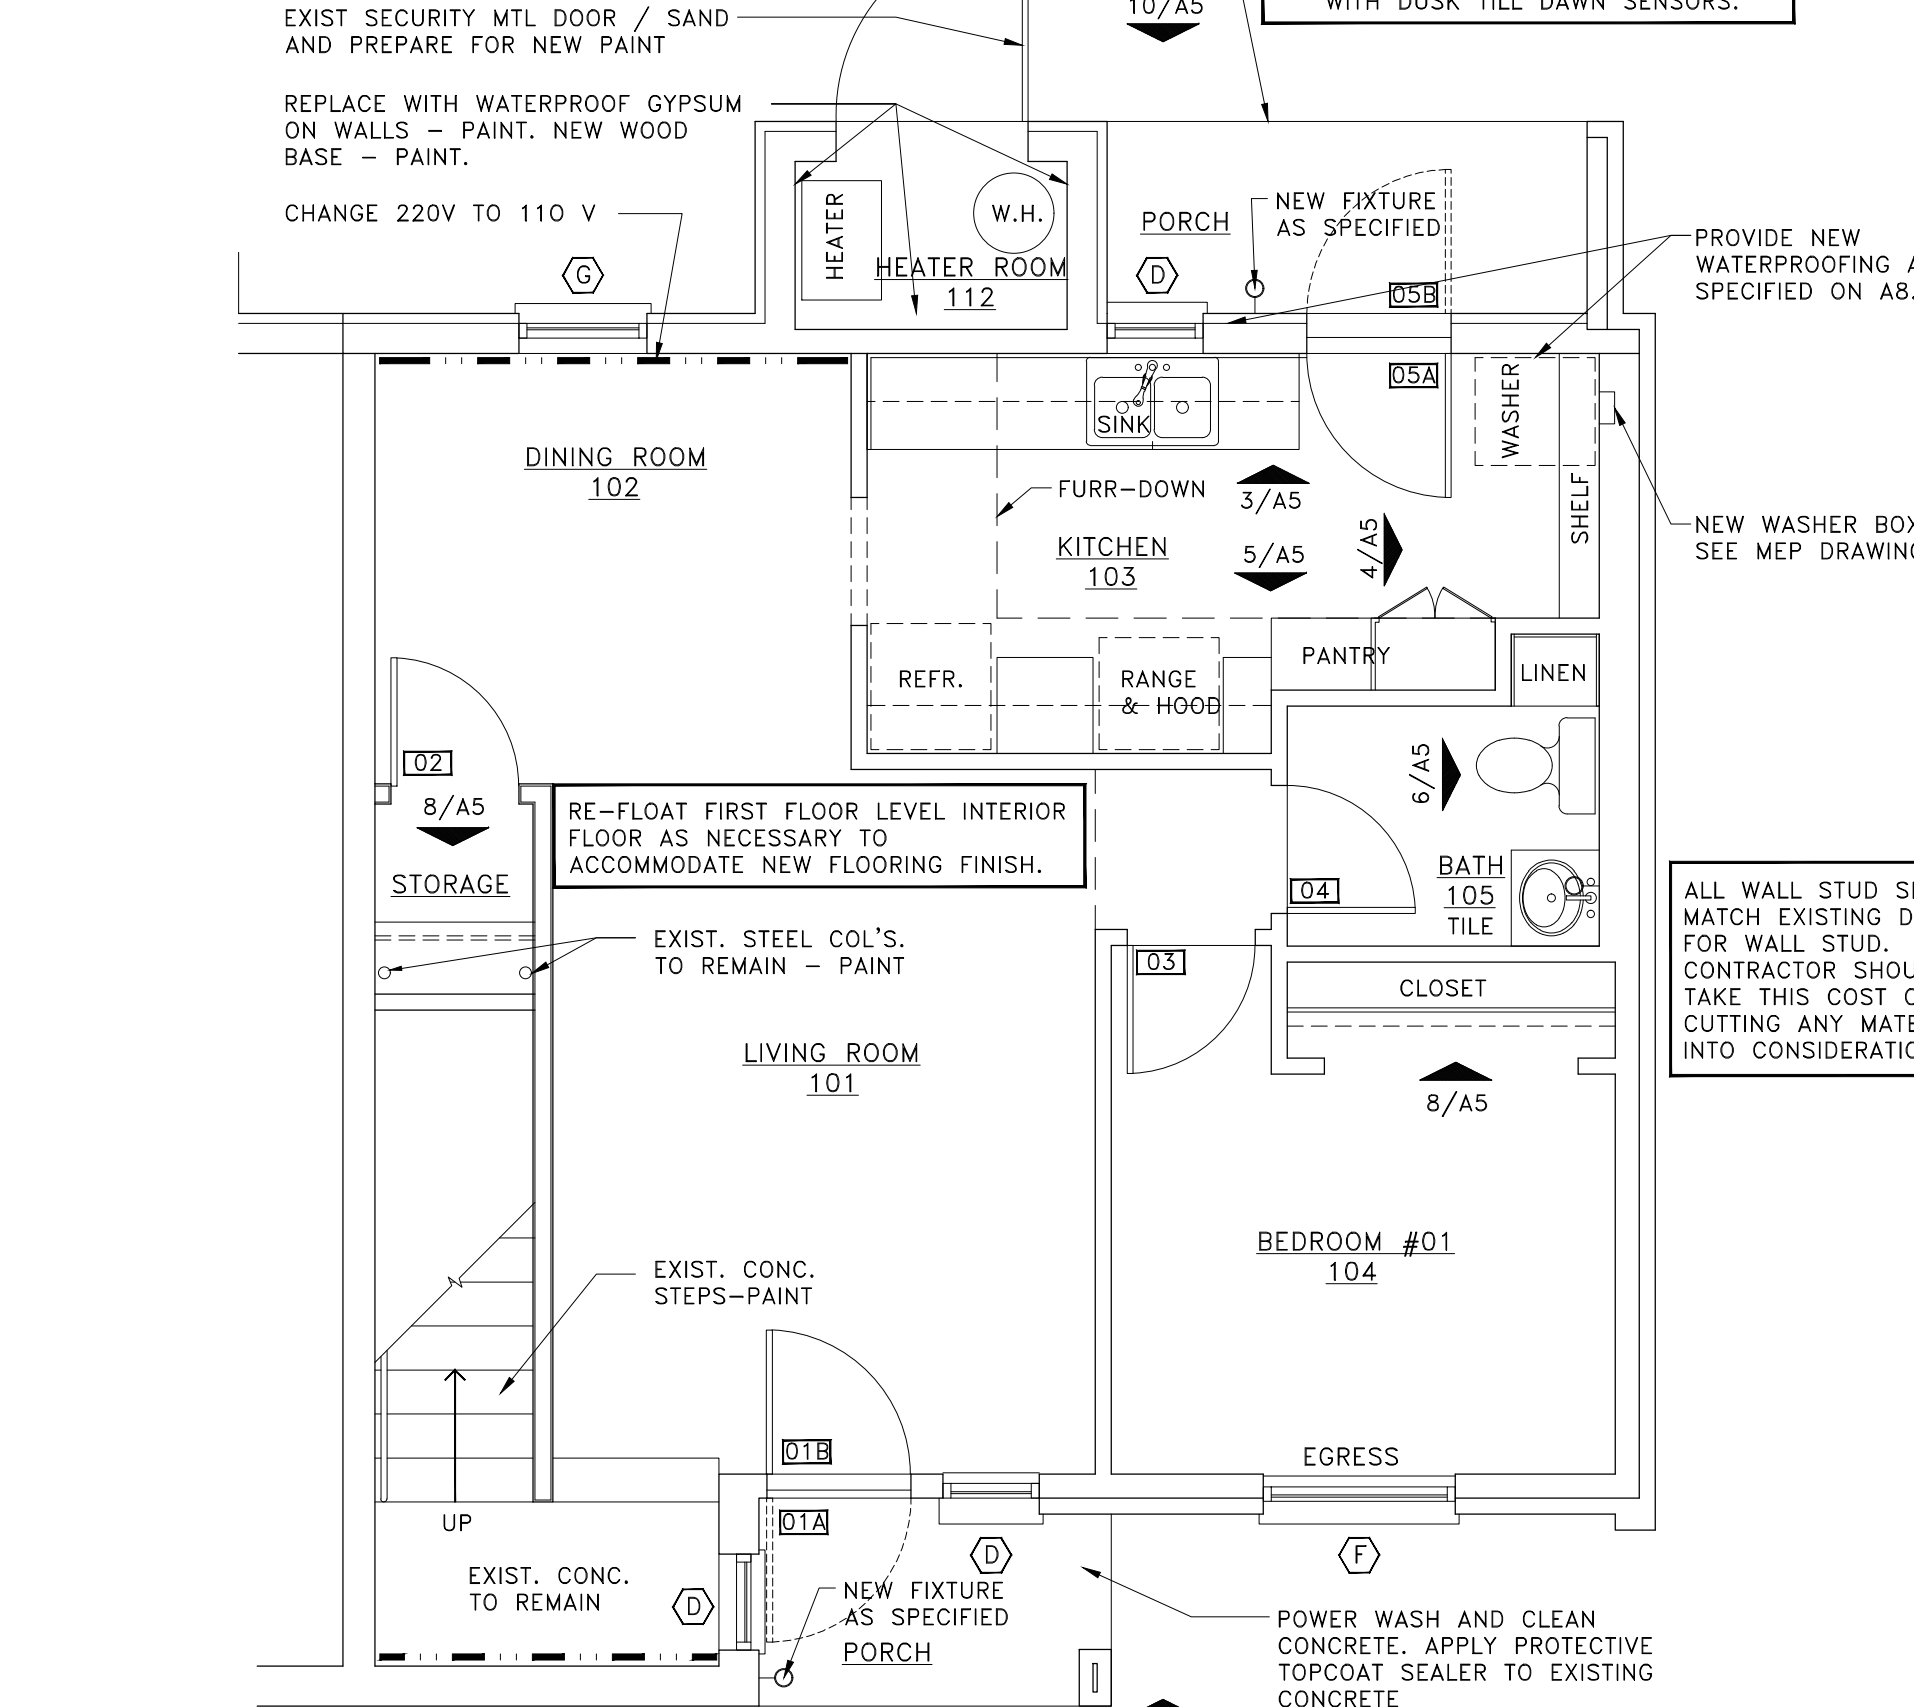 EXIST SECURITY MTL DOOR / SAND
AND PREPARE FOR NEW PAINT
10/A5
WITH DUSK TILL DAWN SENSORS.
REPLACE WITH WATERPROOF GYPSUM
ON WALLS – PAINT. NEW WOOD
BASE – PAINT.
CHANGE 220V TO 110 V
G
HEATER
W.H.
HEATER ROOM
112
PORCH
NEW FIXTURE
AS SPECIFIED
D
05B
PROVIDE NEW
WATERPROOFING
SPECIFIED ON A8.
05A
WASHER
SINK
DINING ROOM
102
FURR–DOWN
3/A5
KITCHEN
103
5/A5
4/A5
SHELF
NEW WASHER BOX
SEE MEP
REFR.
RANGE
& HOOD
PANTRY
LINEN
02
8/A5
STORAGE
RE–FLOAT FIRST FLOOR LEVEL INTERIOR
FLOOR AS NECESSARY TO
ACCOMMODATE NEW FLOORING FINISH.
6/A5
BATH
105
TILE
04
ALL WALL STUD
MATCH EXISTING
FOR WALL STUD.
CONTRACTOR
TAKE THIS COST
CUTTING ANY
INTO
EXIST. STEEL COL'S.
TO REMAIN – PAINT
03
CLOSET
8/A5
LIVING ROOM
101
BEDROOM #01
104
EXIST. CONC.
STEPS–PAINT
01B
EGRESS
UP
01A
EXIST. CONC.
TO REMAIN
D
D
F
NEW FIXTURE
AS SPECIFIED
PORCH
POWER WASH AND CLEAN
CONCRETE. APPLY PROTECTIVE
TOPCOAT SEALER TO EXISTING
CONCRETE